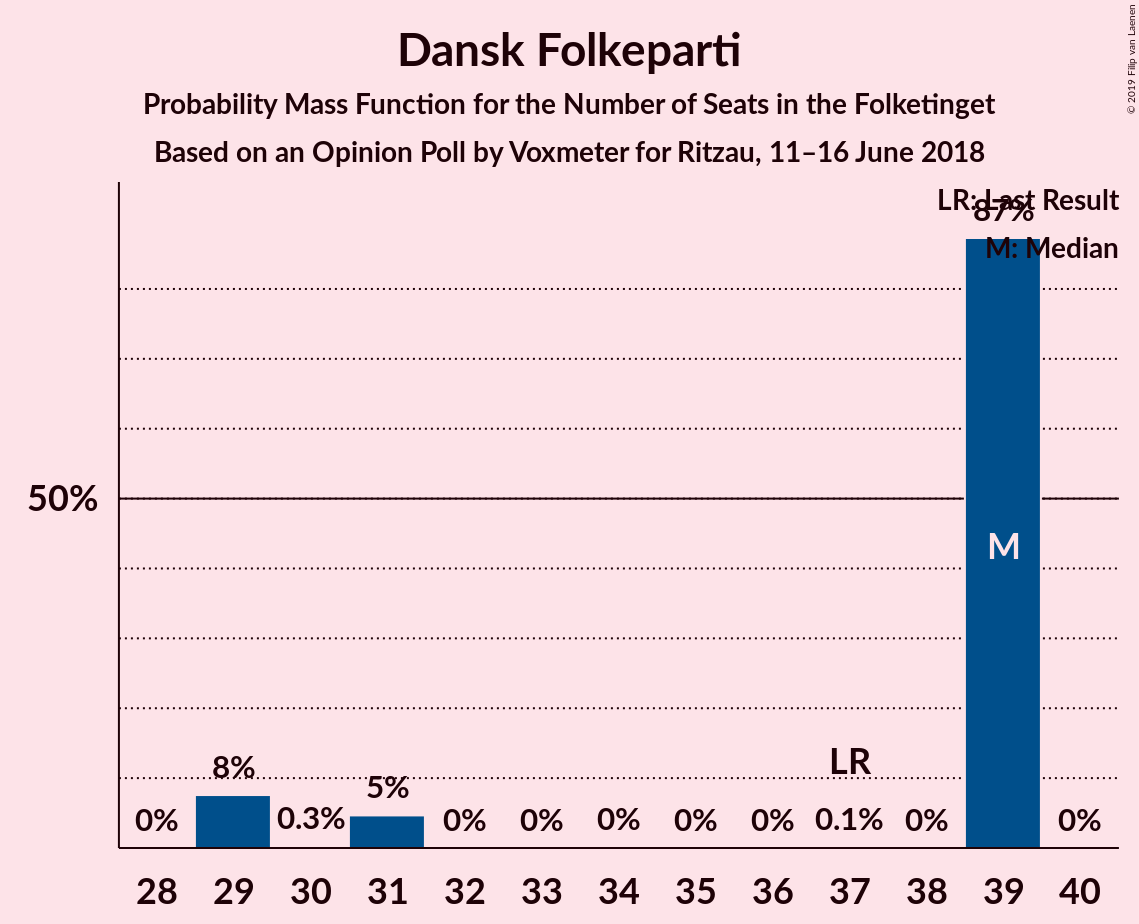 Dansk Folkeparti
Probability Mass Function for the Number of Seats in the Folketinget
Based on an Opinion Poll by Voxmeter for Ritzau, 11–16 June 2018
© 2019 Filip van Laenen
LR: Last Result
87%
M: Median
50%
M
LR
8%
5%
0% 0.3% 0% 0% 0% 0% 0% 0.1% 0% 0%
28 29 30 31 32 33 34 35 36 37 38 39 40